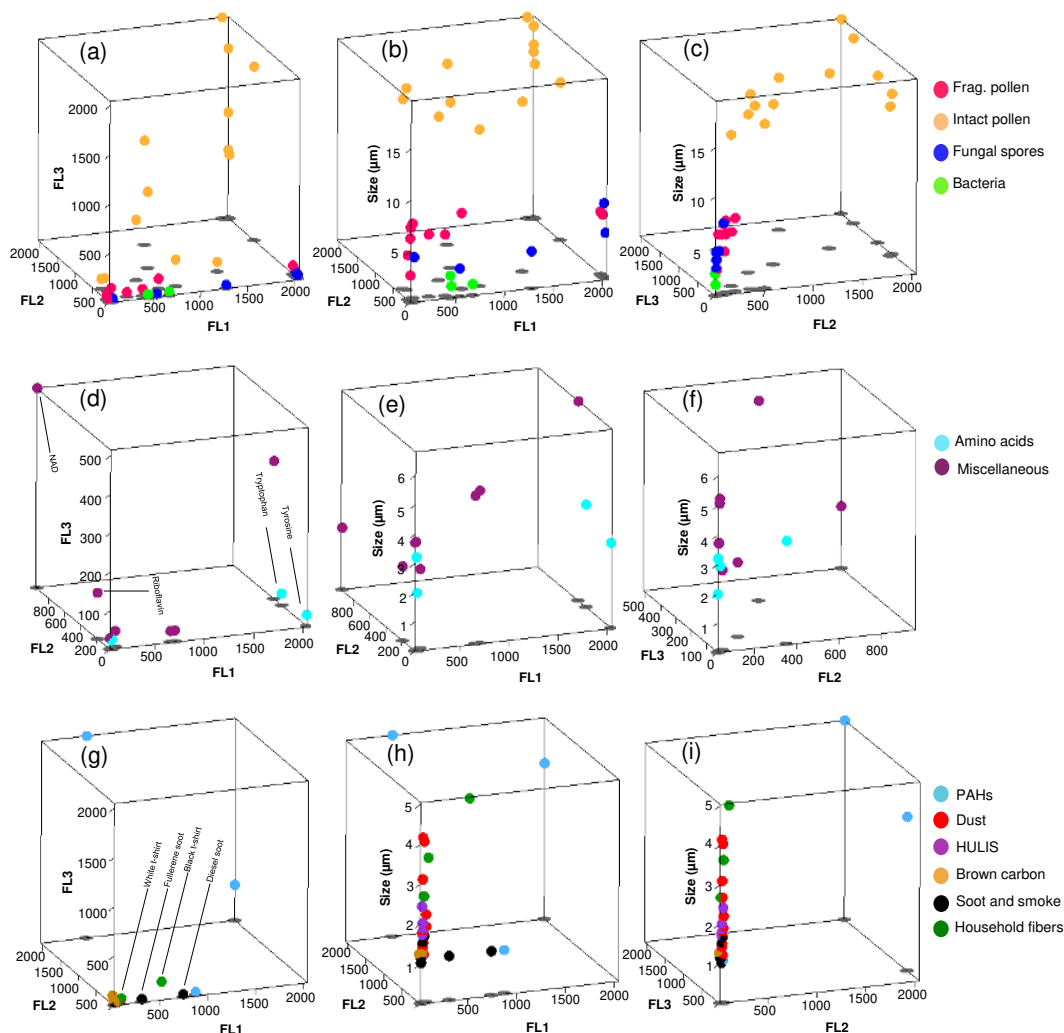 (a)
FL3
2000
1500
1000
500
0
2000
1500
1000
500
FL2
0
500
1000
1500
2000
FL1
(b)
Size (µm)
15
10
5
2000
1500
1000
500
FL2
0
500
1000
1500
2000
FL1
(c)
Size (µm)
15
10
5
2000
1500
1000
500
FL3
0
500
1000
1500
2000
FL2
Frag. pollen
Intact pollen
Fungal spores
Bacteria
(d)
NAD
Riboflavin
Tryptophan
Tyrosine
FL3
500
400
300
200
100
800
600
400
200
FL2
0
500
1000
1500
2000
FL1
(e)
Size (µm)
6
5
4
3
2
1
800
600
400
200
FL2
0
500
1000
1500
2000
FL1
(f)
Size (µm)
6
5
4
3
2
1
500
400
300
200
100
FL3
0
200
400
600
800
FL2
Amino acids
Miscellaneous
(g)
White t-shirt
Fullerene soot
Black t-shirt
Diesel soot
FL3
2000
1500
1000
500
2000
1500
1000
500
FL2
0
500
1000
1500
2000
FL1
(h)
Size (µm)
5
4
3
2
1
2000
1500
1000
500
FL2
0
500
1000
1500
2000
FL1
(i)
Size (µm)
5
4
3
2
1
2000
1500
1000
500
FL3
0
500
1000
1500
2000
FL2
PAHs
Dust
HULIS
Brown carbon
Soot and smoke
Household fibers